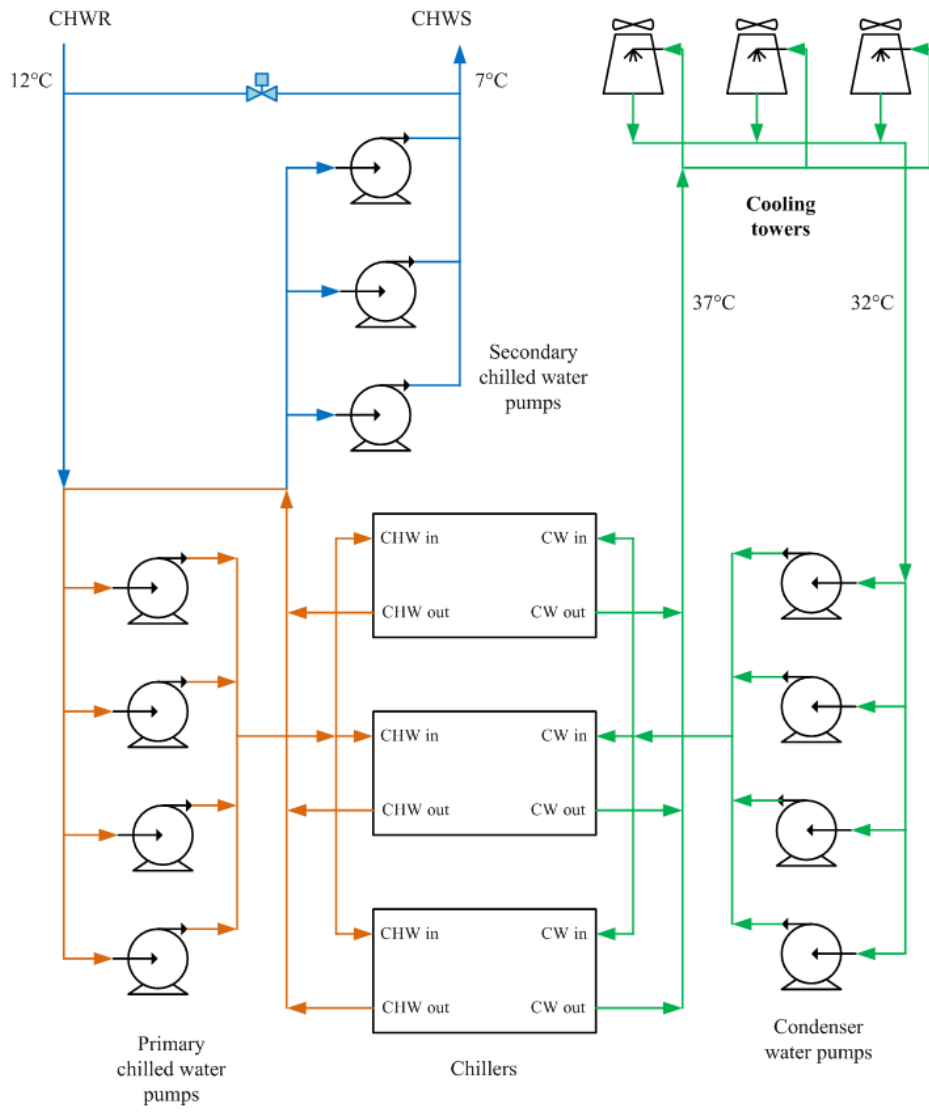 CHWR
CHWS
12°C
7°C
Cooling
towers
37°C
32°C
Secondary
chilled water
pumps
CHW in
CW in
CHW out
CW out
CHW in
CW in
CHW out
CW out
CHW in
CW in
CHW out
CW out
Primary
chilled water
pumps
Chillers
Condenser
water pumps